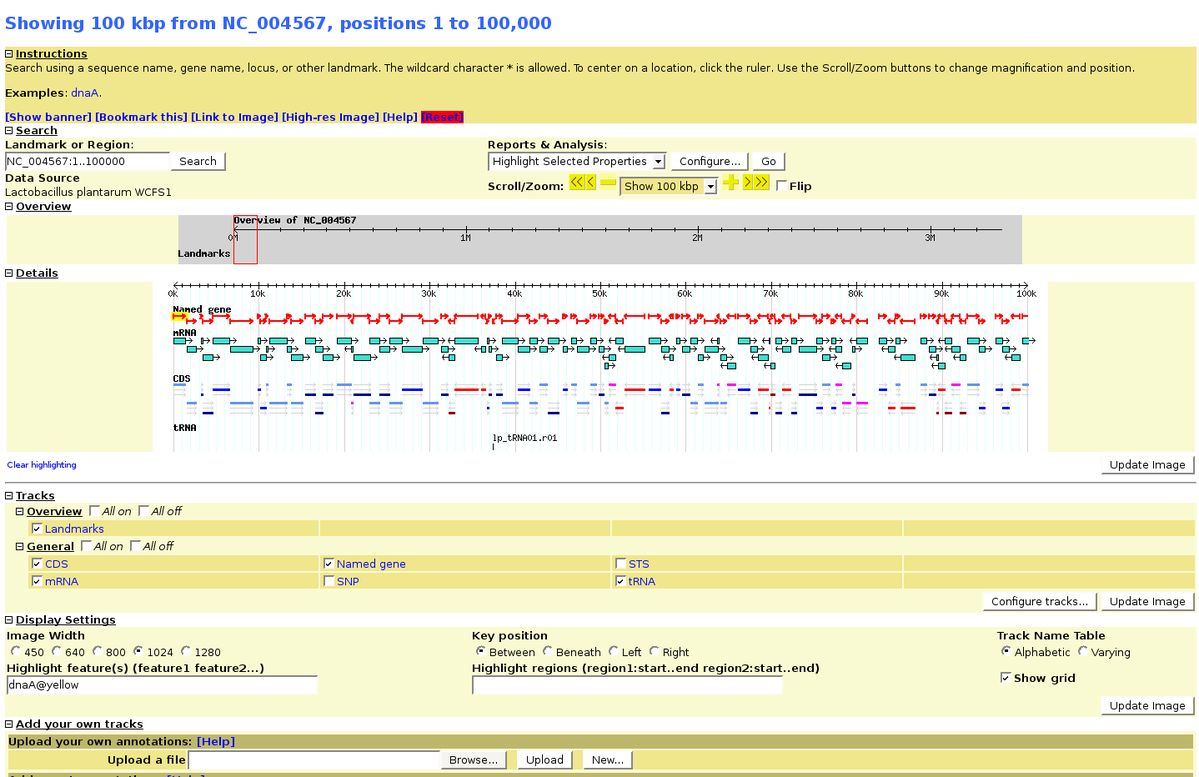 Showing 100 kbp from NC_004567, positions 1 to 100,000
Instructions
Search using a sequence name, gene name, locus, or other landmark. The wildcard character * is allowed. To center on a location, click the ruler. Use the Scroll/Zoom buttons to change magnification and position.
Examples: dnaA.
[Show banner] [Bookmark this] [Link to Image] [High-res Image] [Help] [Reset]
Search
Landmark or Region:
NC_004567:1..100000 Search
Data Source
Lactobacillus plantarum WCFS1
Reports & Analysis:
Highlight Selected Properties Configure... Go
Scroll/Zoom: Show 100 kbp Flip
Overview
Overview of NC_004567
0M 1M 2M 3M
Landmarks
Details
0k 10k 20k 30k 40k 50k 60k 70k 80k 90k 100k
Named gene
mRNA
CDS
tRNA
lp_tRNA01.r01
Clear highlighting Update Image
Tracks
Overview All on All off
Landmarks
General All on All off
CDS Named gene STS
mRNA SNP tRNA
Configure tracks... Update Image
Display Settings
Image Width Key position Track Name Table
450 640 800 1024 1280 Between Beneath Left Right Alphabetic Varying
Highlight feature(s) (feature1 feature2...) Highlight regions (region1:start..end region2:start..end)
dnaA@yellow Show grid
Update Image
Add your own tracks
Upload your own annotations: [Help]
Upload a file Browse... Upload New...